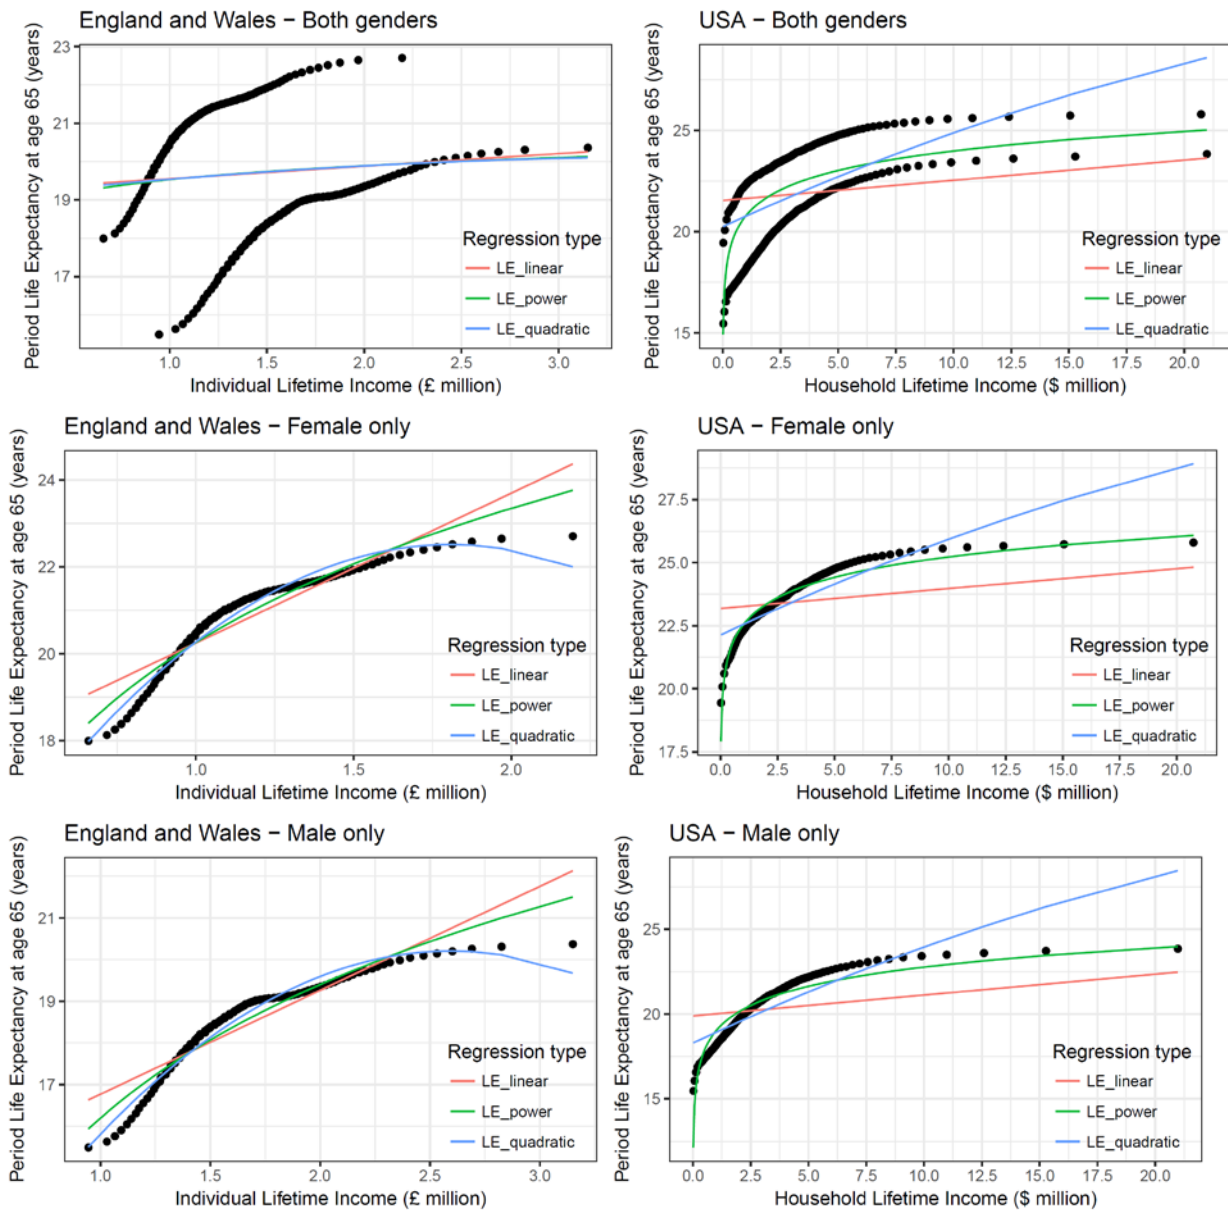 England and Wales − Both genders
Period Life Expectancy at age 65 (years)
23
21
19
17
1.0
1.5
2.0
2.5
3.0
Individual Lifetime Income (£ million)
Regression type
LE_linear
LE_power
LE_quadratic
USA − Both genders
Period Life Expectancy at age 65 (years)
25
20
15
0.0
2.5
5.0
7.5
10.0
12.5
15.0
17.5
20.0
Household Lifetime Income ($ million)
Regression type
LE_linear
LE_power
LE_quadratic
England and Wales − Female only
Period Life Expectancy at age 65 (years)
24
22
20
18
1.0
1.5
2.0
Individual Lifetime Income (£ million)
Regression type
LE_linear
LE_power
LE_quadratic
USA − Female only
Period Life Expectancy at age 65 (years)
27.5
25.0
22.5
20.0
17.5
0.0
2.5
5.0
7.5
10.0
12.5
15.0
17.5
20.0
Household Lifetime Income ($ million)
Regression type
LE_linear
LE_power
LE_quadratic
England and Wales − Male only
Period Life Expectancy at age 65 (years)
21
19
17
1.0
1.5
2.0
2.5
3.0
Individual Lifetime Income (£ million)
Regression type
LE_linear
LE_power
LE_quadratic
USA − Male only
Period Life Expectancy at age 65 (years)
25
20
15
0.0
2.5
5.0
7.5
10.0
12.5
15.0
17.5
20.0
Household Lifetime Income ($ million)
Regression type
LE_linear
LE_power
LE_quadratic